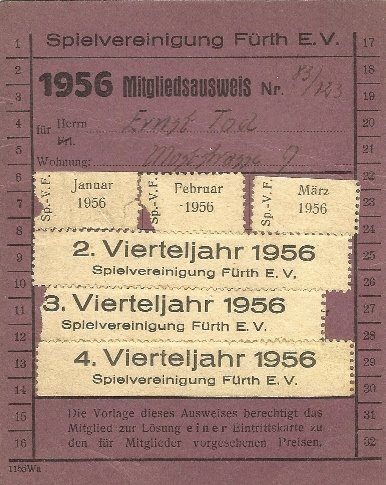 Spielvereinigung Fürth E.V.
1956 Mitgliedsausweis Nr.
für Herrn Ernst
Frl.
Wohnung:
Sp.-V.F. Januar 1956
Sp.-V.F. Februar 1956
Sp.-V.F. März 1956
2. Vierteljahr 1956
Spielvereinigung Fürth E.V.
3. Vierteljahr 1956
Spielvereinigung Fürth E.V.
4. Vierteljahr 1956
Spielvereinigung Fürth E.V.
Die Vorlage dieses Ausweises berechtigt das
Mitglied zur Lösung einer Eintrittskarte zu
den für Mitglieder vorgesehenen Preisen.
1
2
3
4
5
6
7
8
9
10
11
12
13
14
15
16
17
18
19
20
21
22
23
24
25
26
27
28
29
30
31
32